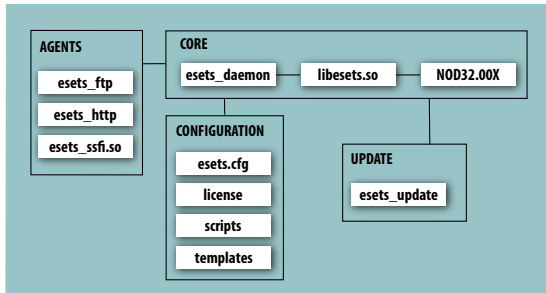 AGENTS
esets_ftp
esets_http
esets_ssfi.so
CORE
esets_daemon
libesets.so
NOD32.00X
CONFIGURATION
esets.cfg
license
scripts
templates
UPDATE
esets_update